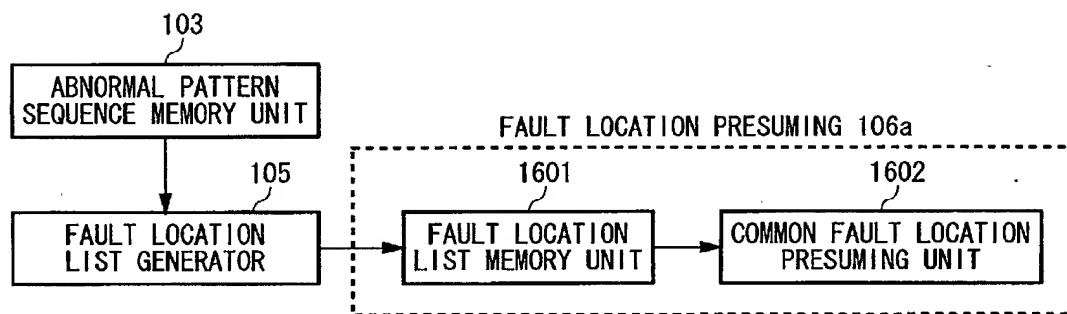 103
ABNORMAL PATTERN
SEQUENCE MEMORY UNIT
FAULT LOCATION PRESUMING 106a
105
FAULT LOCATION
LIST GENERATOR
1601
FAULT LOCATION
LIST MEMORY UNIT
1602
COMMON FAULT LOCATION
PRESUMING UNIT